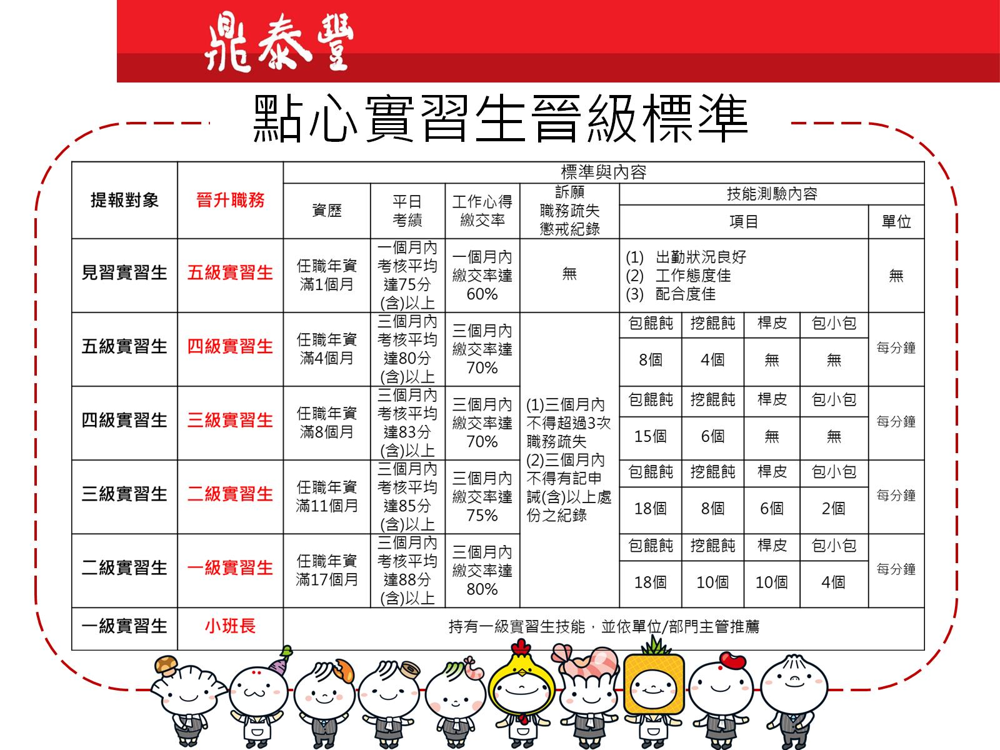 鼎泰豐
點心實習生晉級標準
提報對象
晉升職務
標準與內容
資歷
平日
考績
工作心得
繳交率
訴願
職務疏失
懲戒紀錄
技能測驗內容
項目
單位
見習實習生
五級實習生
任職年資
滿1個月
一個月內
考核平均
達75分
(含)以上
一個月內
繳交率達
60%
無
(1) 出勤狀況良好
(2) 工作態度佳
(3) 配合度佳
無
五級實習生
四級實習生
任職年資
滿4個月
三個月內
考核平均
達80分
(含)以上
三個月內
繳交率達
70%
(1)三個月內
不得超過3次
職務疏失
(2)三個月內
不得有記申
誡(含)以上處
份之紀錄
包餛飩 挖餛飩 桿皮 包小包
8個 4個 無 無
每分鐘
四級實習生
三級實習生
任職年資
滿8個月
三個月內
考核平均
達83分
(含)以上
三個月內
繳交率達
70%
包餛飩 挖餛飩 桿皮 包小包
15個 6個 無 無
每分鐘
三級實習生
二級實習生
任職年資
滿11個月
三個月內
考核平均
達85分
(含)以上
三個月內
繳交率達
75%
包餛飩 挖餛飩 桿皮 包小包
18個 8個 6個 2個
每分鐘
二級實習生
一級實習生
任職年資
滿17個月
三個月內
考核平均
達88分
(含)以上
三個月內
繳交率達
80%
包餛飩 挖餛飩 桿皮 包小包
18個 10個 10個 4個
每分鐘
一級實習生
小班長
持有一級實習生技能，並依單位/部門主管推薦